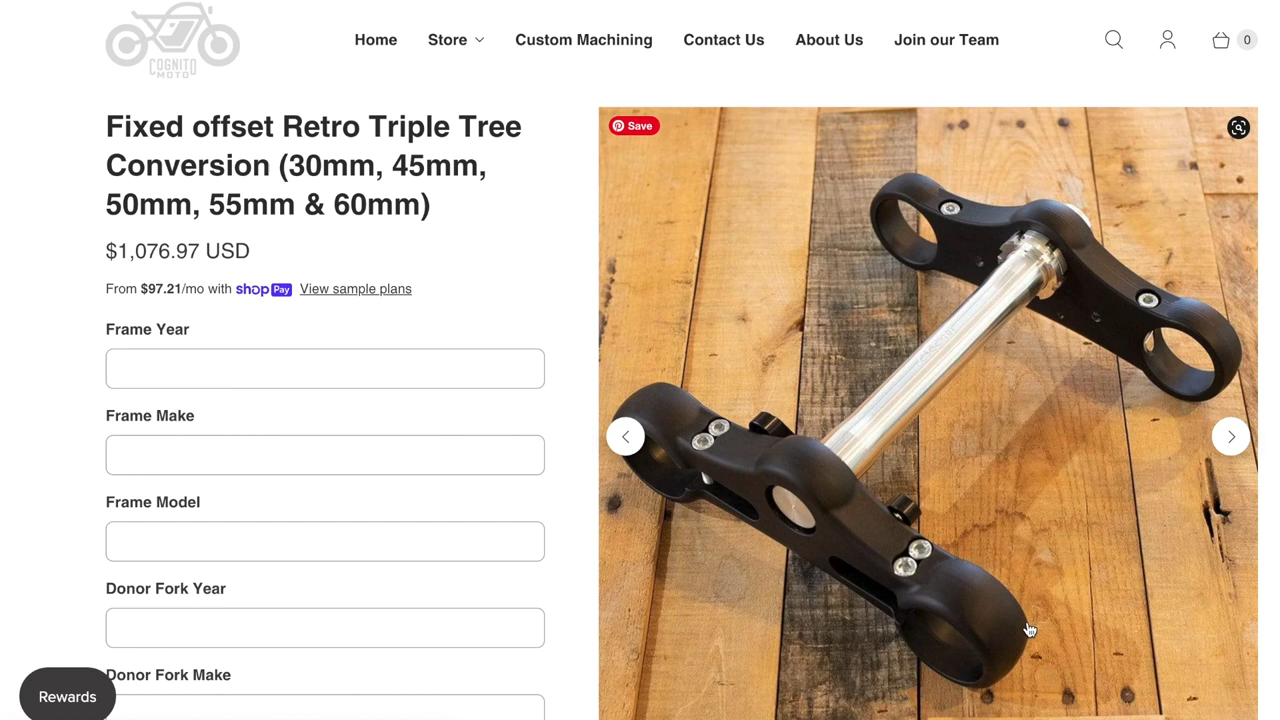 COGNITO
MOTO
Home
Store
Custom Machining
Contact Us
About Us
Join our Team
0
Fixed offset Retro Triple Tree
Conversion (30mm, 45mm,
50mm, 55mm & 60mm)
$1,076.97 USD
From $97.21/mo with shop Pay View sample plans
Frame Year
Frame Make
Frame Model
Donor Fork Year
Donor Fork Make
Rewards
Save